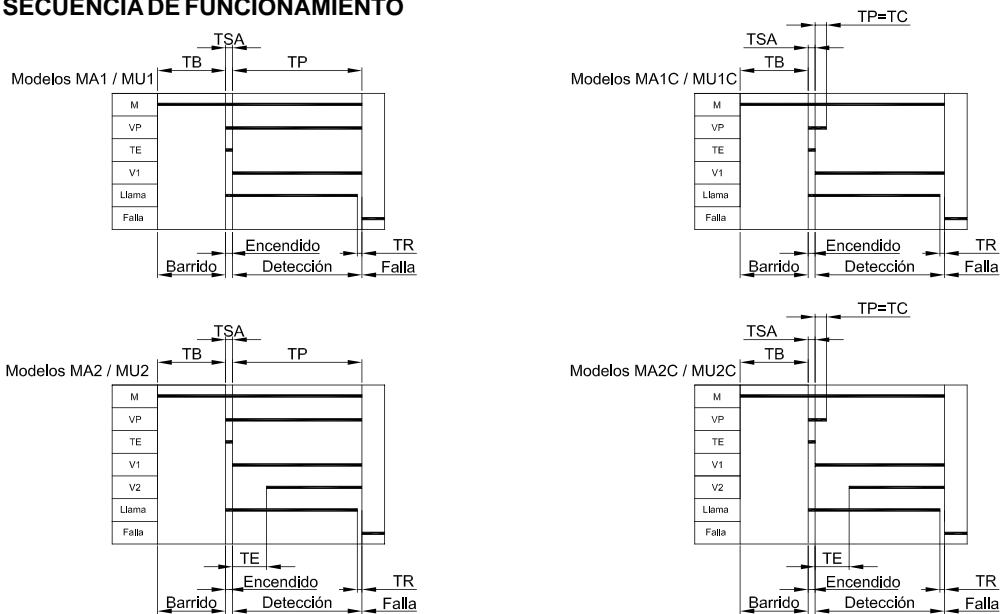 SECUENCIA DE FUNCIONAMIENTO
TSA
TB TP
Modelos MA1 / MU1
M
VP
TE
V1
Llama
Falla
Encendido TR
Barrido Detección Falla
TP=TC
TSA
TB
Modelos MA1C / MU1C
M
VP
TE
V1
Llama
Falla
Encendido TR
Barrido Detección Falla
TSA
TB TP
Modelos MA2 / MU2
M
VP
TE
V1
V2
Llama
Falla
TE
Encendido TR
Barrido Detección Falla
TP=TC
TSA
TB
Modelos MA2C / MU2C
M
VP
TE
V1
V2
Llama
Falla
TE
Encendido TR
Barrido Detección Falla